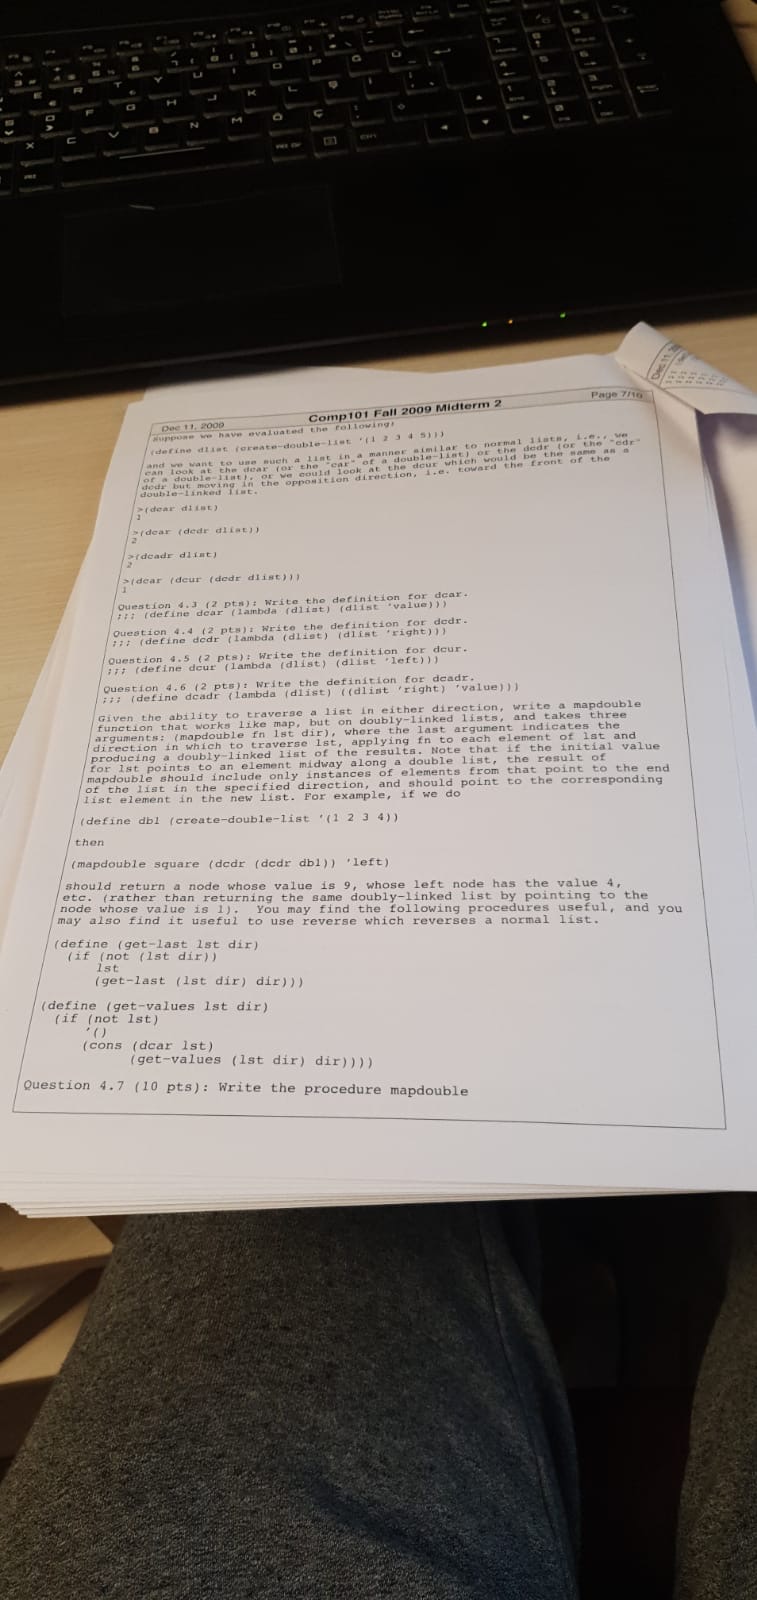 Dec 11, 2009 Comp101 Fall 2009 Midterm 2 Page 7/10
Suppose we have evaluated the following:
(define dlist (create-double-list '(1 2 3 4 5)))
and we want to use such a list in a manner similar to normal lists, i.e., we
can look at the dcar (or the "car" of a double-list) or the dcdr (or the "cdr"
of a double-list), or we could look at the dcur which would be the same as a
dcdr but moving in the opposition direction, i.e. toward the front of the
double-linked list.
>(dcar dlist)
1
>(dcar (dcdr dlist))
2
>(dcadr dlist)
2
>(dcar (dcur (dcdr dlist)))
1
Question 4.3 (2 pts): Write the definition for dcar.
;;; (define dcar (lambda (dlist) (dlist 'value)))
Question 4.4 (2 pts): Write the definition for dcdr.
;;; (define dcdr (lambda (dlist) (dlist 'right)))
Question 4.5 (2 pts): Write the definition for dcur.
;;; (define dcur (lambda (dlist) (dlist 'left)))
Question 4.6 (2 pts): Write the definition for dcadr.
;;; (define dcadr (lambda (dlist) ((dlist 'right) 'value)))
Given the ability to traverse a list in either direction, write a mapdouble
function that works like map, but on doubly-linked lists, and takes three
arguments: (mapdouble fn lst dir), where the last argument indicates the
direction in which to traverse lst, applying fn to each element of lst and
producing a doubly-linked list of the results. Note that if the initial value
for lst points to an element midway along a double list, the result of
mapdouble should include only instances of elements from that point to the end
of the list in the specified direction, and should point to the corresponding
list element in the new list. For example, if we do
(define dbl (create-double-list '(1 2 3 4))
then
(mapdouble square (dcdr (dcdr dbl)) 'left)
should return a node whose value is 9, whose left node has the value 4,
etc. (rather than returning the same doubly-linked list by pointing to the
node whose value is 1). You may find the following procedures useful, and you
may also find it useful to use reverse which reverses a normal list.
(define (get-last lst dir)
(if (not (lst dir))
lst
(get-last (lst dir) dir)))
(define (get-values lst dir)
(if (not lst)
'()
(cons (dcar lst)
(get-values (lst dir) dir))))
Question 4.7 (10 pts): Write the procedure mapdouble